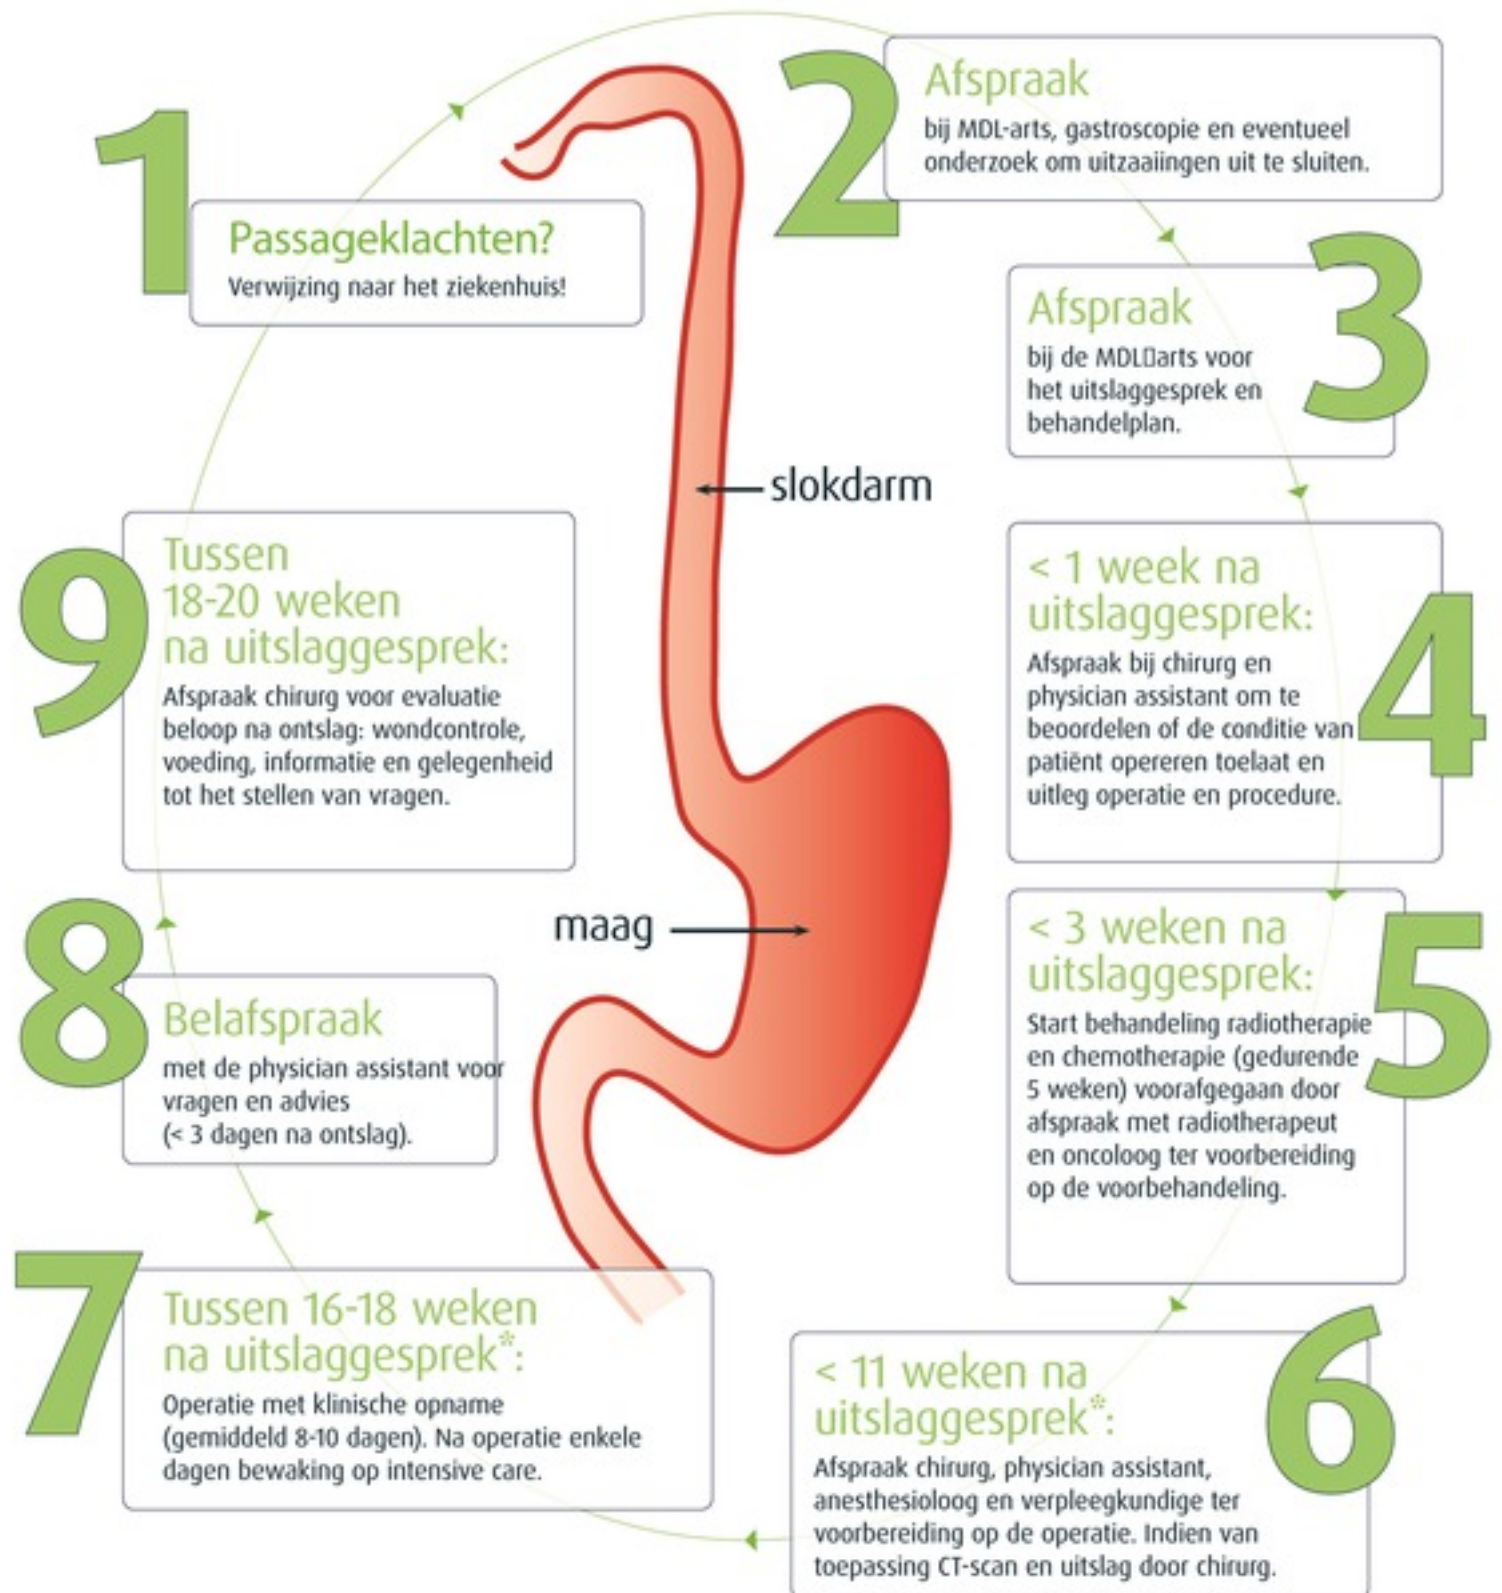 1
Passageklachten?
Verwijzing naar het ziekenhuis!
2
Afspraak
bij MDL-arts, gastroscopie en eventueel
onderzoek om uitzaaiingen uit te sluiten.
3
Afspraak
bij de MDL▯arts voor
het uitslaggesprek en
behandelplan.
slokdarm
4
< 1 week na
uitslaggesprek:
Afspraak bij chirurg en
physician assistant om te
beoordelen of de conditie van
patiënt opereren toelaat en
uitleg operatie en procedure.
maag
5
< 3 weken na
uitslaggesprek:
Start behandeling radiotherapie
en chemotherapie (gedurende
5 weken) voorafgegaan door
afspraak met radiotherapeut
en oncoloog ter voorbereiding
op de voorbehandeling.
6
< 11 weken na
uitslaggesprek*:
Afspraak chirurg, physician assistant,
anesthesioloog en verpleegkundige ter
voorbereiding op de operatie. Indien van
toepassing CT-scan en uitslag door chirurg.
7
Tussen 16-18 weken
na uitslaggesprek*:
Operatie met klinische opname
(gemiddeld 8-10 dagen). Na operatie enkele
dagen bewaking op intensive care.
8
Belafspraak
met de physician assistant voor
vragen en advies
(< 3 dagen na ontslag).
9
Tussen
18-20 weken
na uitslaggesprek:
Afspraak chirurg voor evaluatie
beloop na ontslag: wondcontrole,
voeding, informatie en gelegenheid
tot het stellen van vragen.